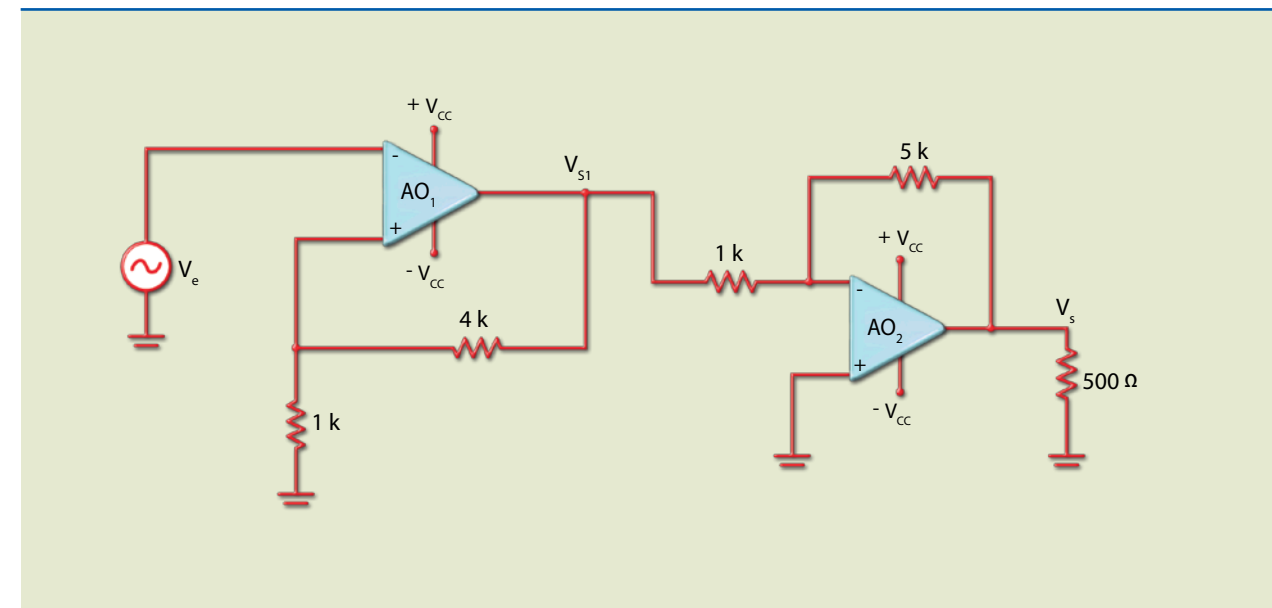 + V_CC
-
AO_1
+
- V_CC
V_S1
V_e
4 k
1 k
5 k
1 k
+ V_CC
-
AO_2
+
- V_CC
V_s
500 Ω